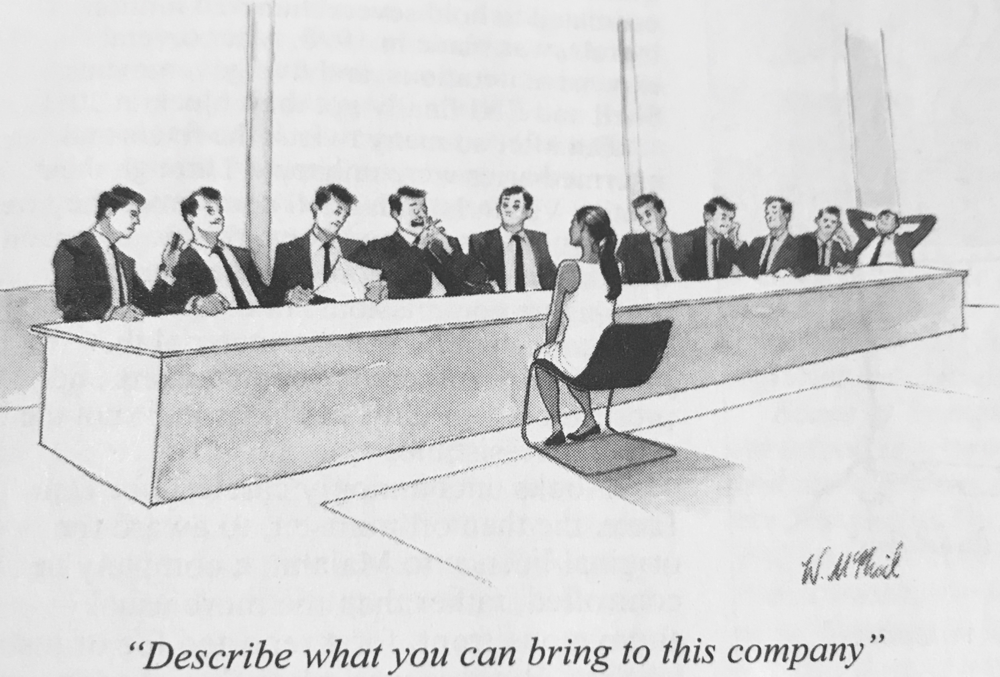 W. McPhail
“Describe what you can bring to this company”